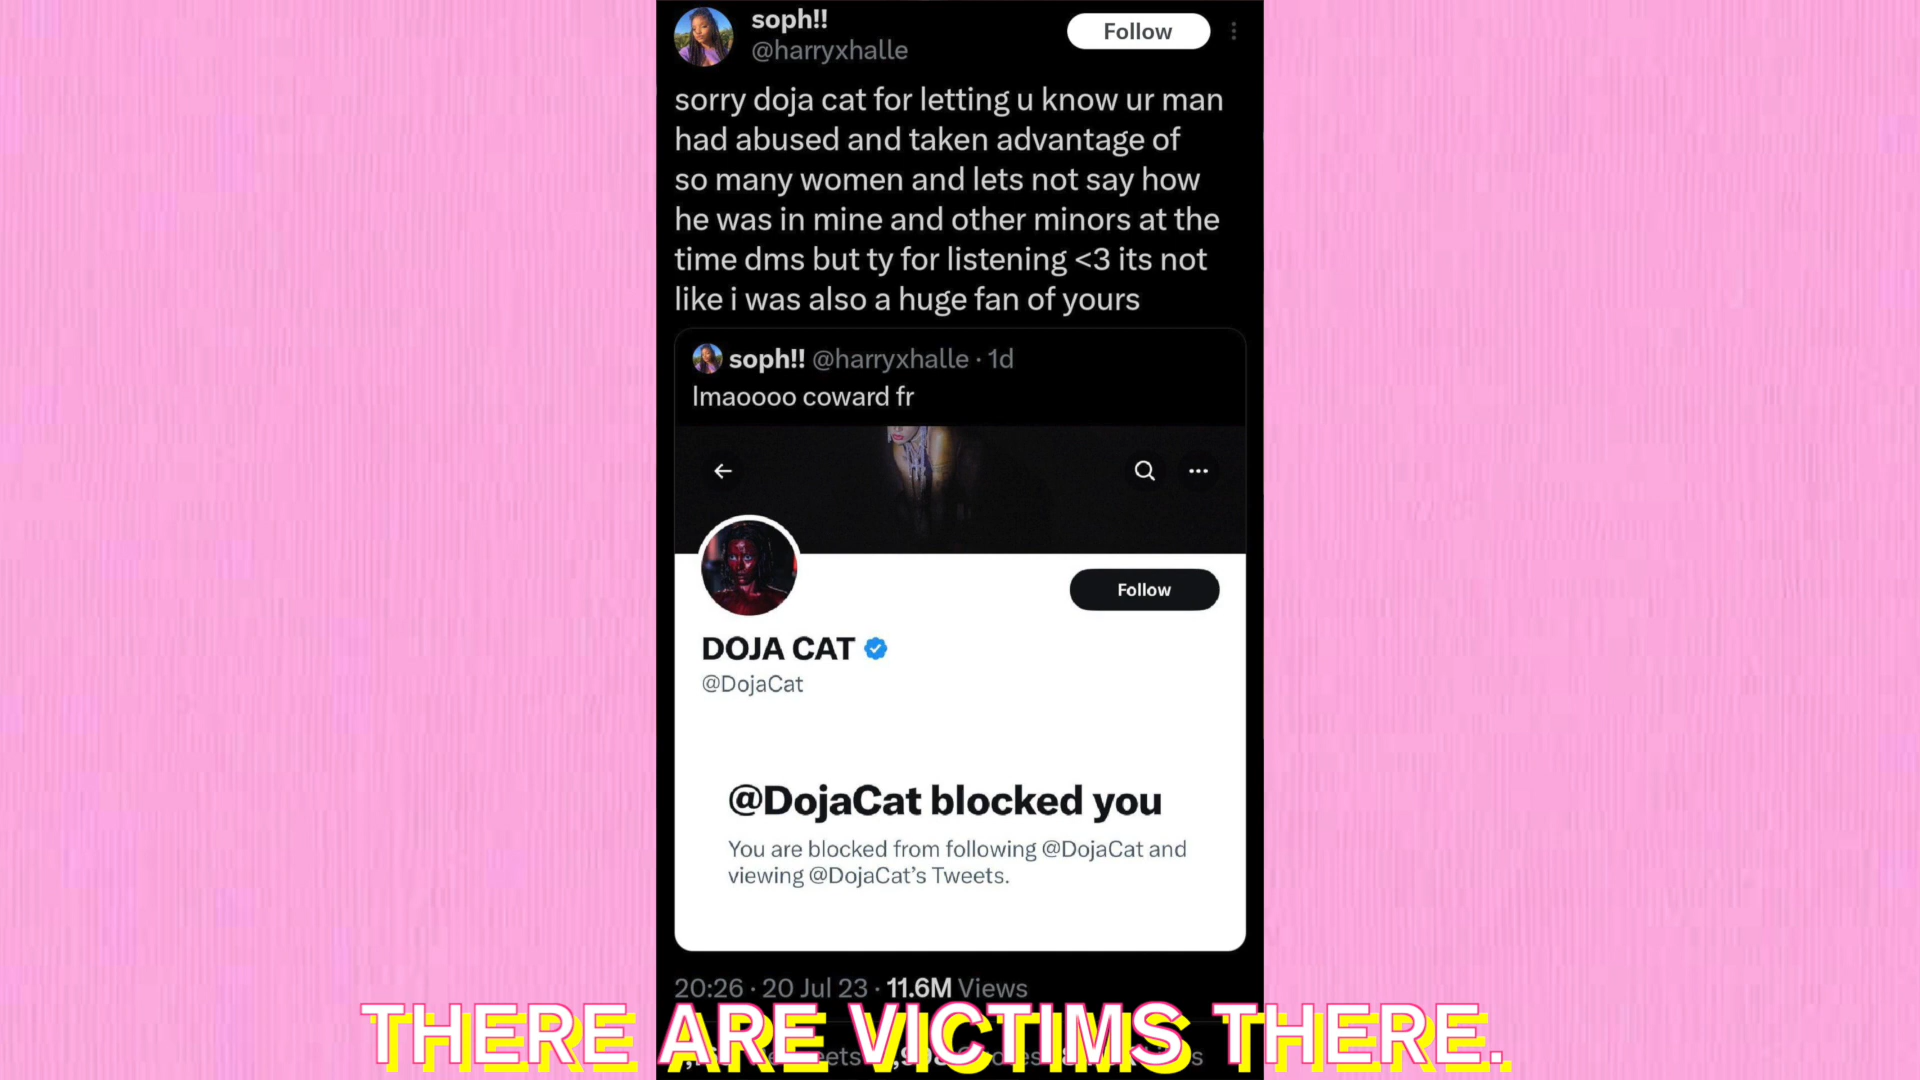 soph!!
Follow
@harryxhalle
sorry doja cat for letting u know ur man
had abused and taken advantage of
so many women and lets not say how
he was in mine and other minors at the
time dms but ty for listening <3 its not
like i was also a huge fan of yours
soph!! @harryxhalle · 1d
lmaoooo coward fr
Follow
DOJA CAT
@DojaCat
@DojaCat blocked you
You are blocked from following @DojaCat and
viewing @DojaCat's Tweets.
20:26 · 20 Jul 23 · 11.6M Views
THERE ARE VICTIMS THERE.